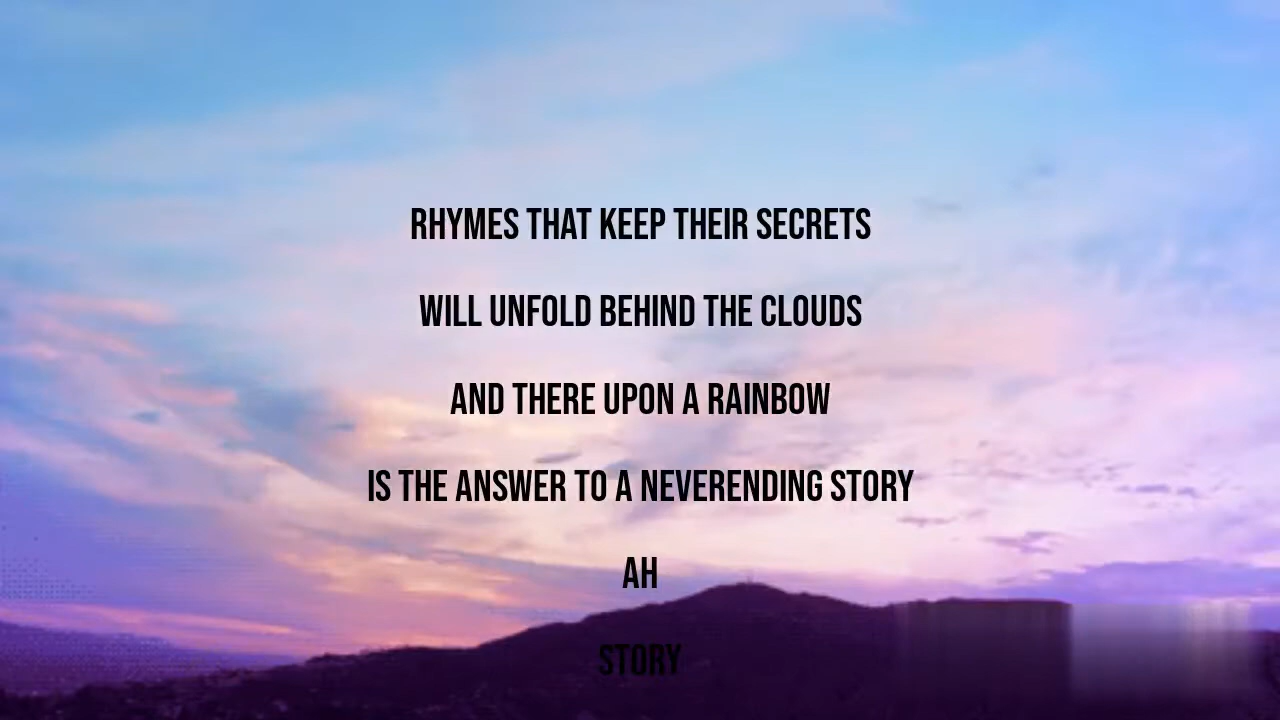 RHYMES THAT KEEP THEIR SECRETS
WILL UNFOLD BEHIND THE CLOUDS
AND THERE UPON A RAINBOW
IS THE ANSWER TO A NEVERENDING STORY
AH
STORY